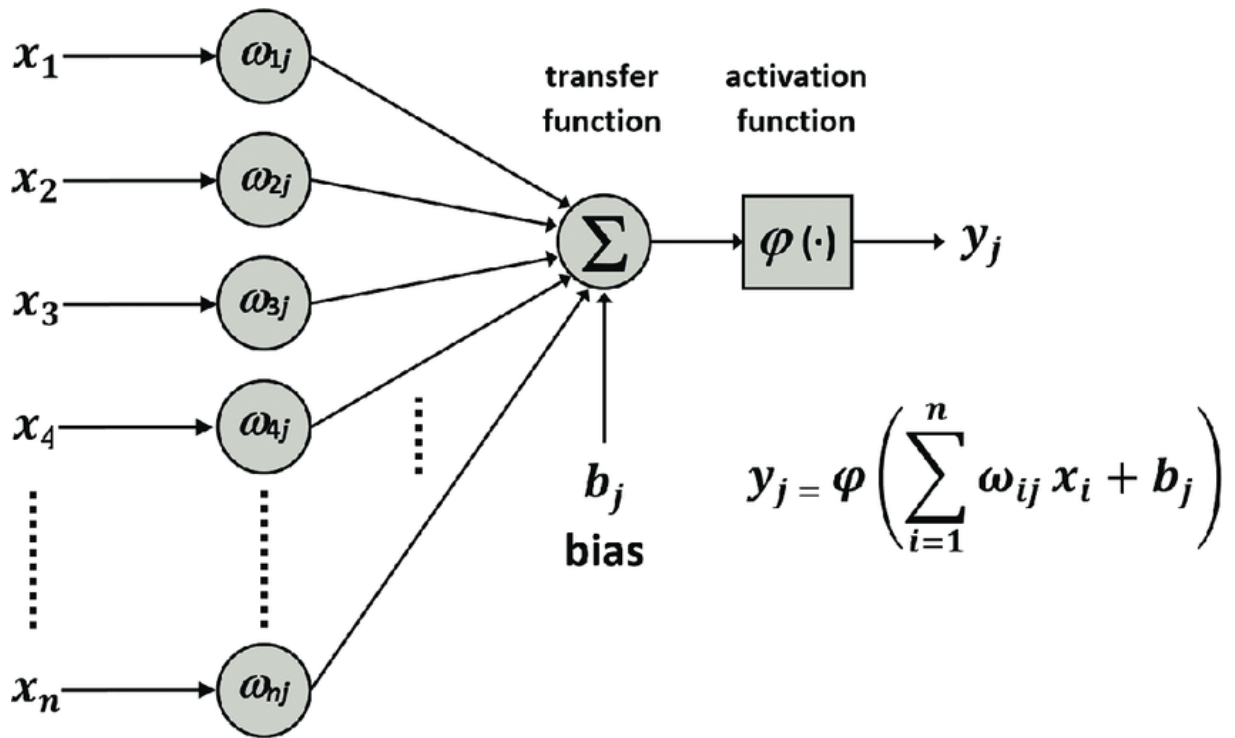 x₁ ω₁ⱼ
transfer function
activation function
x₂ ω₂ⱼ
Σ φ(·) yⱼ
x₃ ω₃ⱼ
x₄ ω₄ⱼ
bⱼ
bias
yⱼ = φ(∑ⁿᵢ₌₁ ωᵢⱼ xᵢ + bⱼ)
xₙ ωₙⱼ